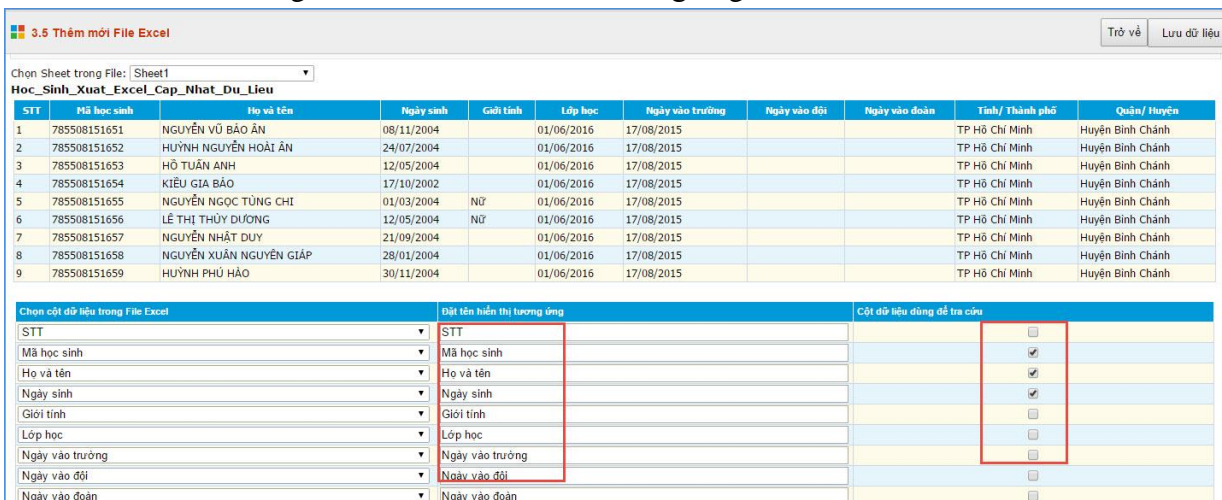 3.5 Thêm mới File Excel Trở về Lưu dữ liệu
Chọn Sheet trong File: Sheet1
Hoc_Sinh_Xuat_Excel_Cap_Nhat_Du_Lieu
STT Mã học sinh Họ và tên Ngày sinh Giới tính Lớp học Ngày vào trường Ngày vào đội Ngày vào đoàn Tỉnh/ Thành phố Quận/ Huyện
1 785508151651 NGUYỄN VŨ BẢO ÂN 08/11/2004 01/06/2016 17/08/2015 TP Hồ Chí Minh Huyện Bình Chánh
2 785508151652 HUỲNH NGUYỄN HOÀI ÂN 24/07/2004 01/06/2016 17/08/2015 TP Hồ Chí Minh Huyện Bình Chánh
3 785508151653 HỒ TUẤN ANH 12/05/2004 01/06/2016 17/08/2015 TP Hồ Chí Minh Huyện Bình Chánh
4 785508151654 KIỀU GIA BẢO 17/10/2002 01/06/2016 17/08/2015 TP Hồ Chí Minh Huyện Bình Chánh
5 785508151655 NGUYỄN NGỌC TÙNG CHI 01/03/2004 Nữ 01/06/2016 17/08/2015 TP Hồ Chí Minh Huyện Bình Chánh
6 785508151656 LÊ THỊ THÙY DƯƠNG 12/05/2004 Nữ 01/06/2016 17/08/2015 TP Hồ Chí Minh Huyện Bình Chánh
7 785508151657 NGUYỄN NHẬT DUY 21/09/2004 01/06/2016 17/08/2015 TP Hồ Chí Minh Huyện Bình Chánh
8 785508151658 NGUYỄN XUÂN NGUYÊN GIÁP 28/01/2004 01/06/2016 17/08/2015 TP Hồ Chí Minh Huyện Bình Chánh
9 785508151659 HUỲNH PHÚ HÀO 30/11/2004 01/06/2016 17/08/2015 TP Hồ Chí Minh Huyện Bình Chánh
Chọn cột dữ liệu trong File Excel Đặt tên hiển thị tương ứng Cột dữ liệu dùng để tra cứu
STT STT
Mã học sinh Mã học sinh
Họ và tên Họ và tên
Ngày sinh Ngày sinh
Giới tính Giới tính
Lớp học Lớp học
Ngày vào trường Ngày vào trường
Ngày vào đội Ngày vào đội
Ngày vào đoàn Ngày vào đoàn